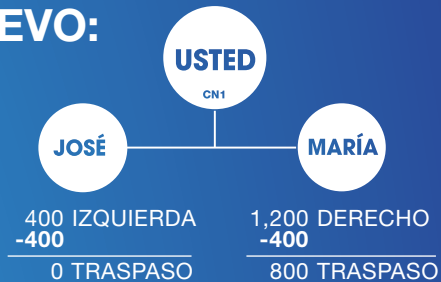 EVO:
USTED
CN1
JOSÉ
MARÍA
400 IZQUIERDA
-400
0 TRASPASO
1,200 DERECHO
-400
800 TRASPASO